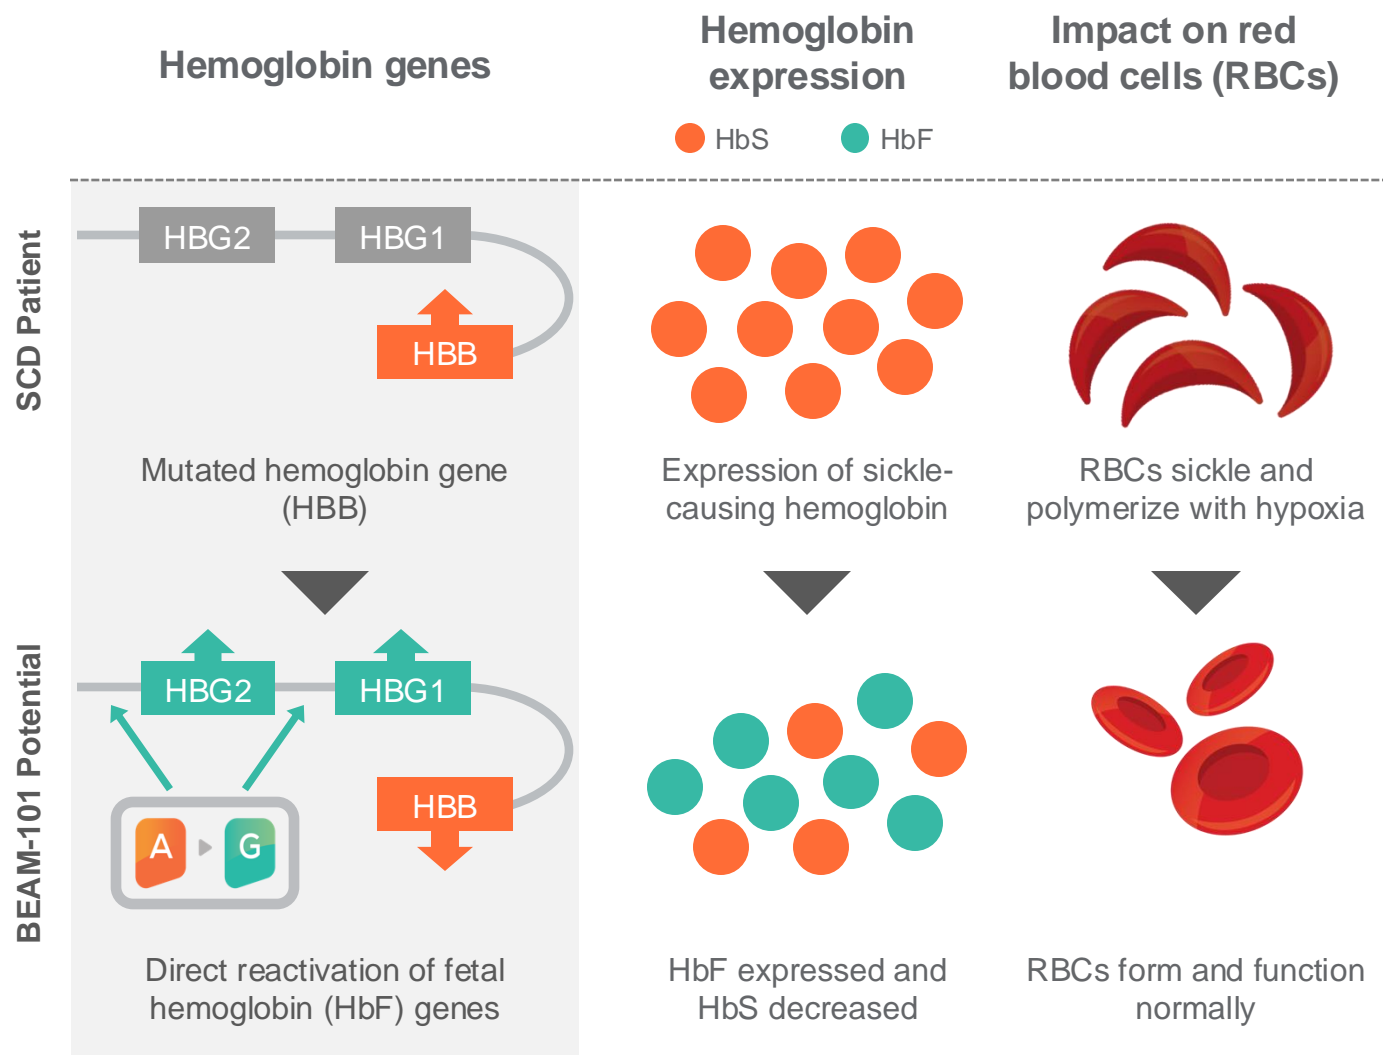 Hemoglobin genes
Hemoglobin
expression
Impact on red
blood cells (RBCs)
HbS
HbF
SCD Patient
HBG2
HBG1
HBB
Mutated hemoglobin gene
(HBB)
Expression of sickle-
causing hemoglobin
RBCs sickle and
polymerize with hypoxia
BEAM-101 Potential
HBG2
HBG1
HBB
A
G
Direct reactivation of fetal
hemoglobin (HbF) genes
HbF expressed and
HbS decreased
RBCs form and function
normally